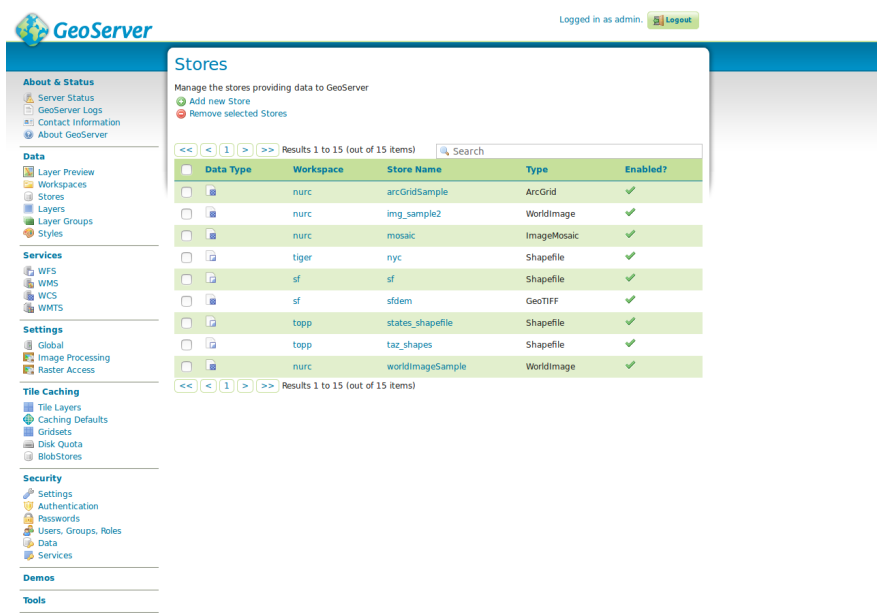 GeoServer
Logged in as admin.
Logout
About & Status
Server Status
GeoServer Logs
Contact Information
About GeoServer
Data
Layer Preview
Workspaces
Stores
Layers
Layer Groups
Styles
Services
WFS
WMS
WCS
WMTS
Settings
Global
Image Processing
Raster Access
Tile Caching
Tile Layers
Caching Defaults
Gridsets
Disk Quota
BlobStores
Security
Settings
Authentication
Passwords
Users, Groups, Roles
Data
Services
Demos
Tools
Stores
Manage the stores providing data to GeoServer
Add new Store
Remove selected Stores
<< < 1 > >> Results 1 to 15 (out of 15 items) Search
Data Type Workspace Store Name Type Enabled?
nurc arcGridSample ArcGrid
nurc img_sample2 WorldImage
nurc mosaic ImageMosaic
tiger nyc Shapefile
sf sf Shapefile
sf sfdem GeoTIFF
topp states_shapefile Shapefile
topp taz_shapes Shapefile
nurc worldImageSample WorldImage
<< < 1 > >> Results 1 to 15 (out of 15 items)